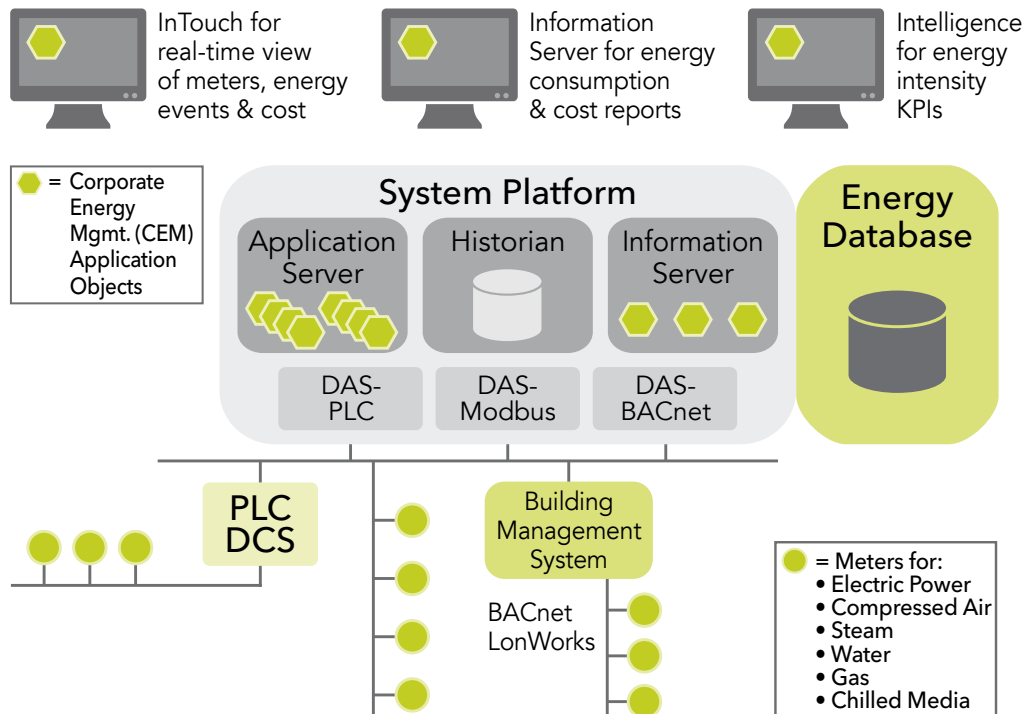 InTouch for
real-time view
of meters, energy
events & cost
Information
Server for energy
consumption
& cost reports
Intelligence
for energy
intensity
KPIs
= Corporate
Energy
Mgmt. (CEM)
Application
Objects
System Platform
Application
Server
Historian
Information
Server
DAS-
PLC
DAS-
Modbus
DAS-
BACnet
Energy
Database
PLC
DCS
Building
Management
System
BACnet
LonWorks
= Meters for:
• Electric Power
• Compressed Air
• Steam
• Water
• Gas
• Chilled Media